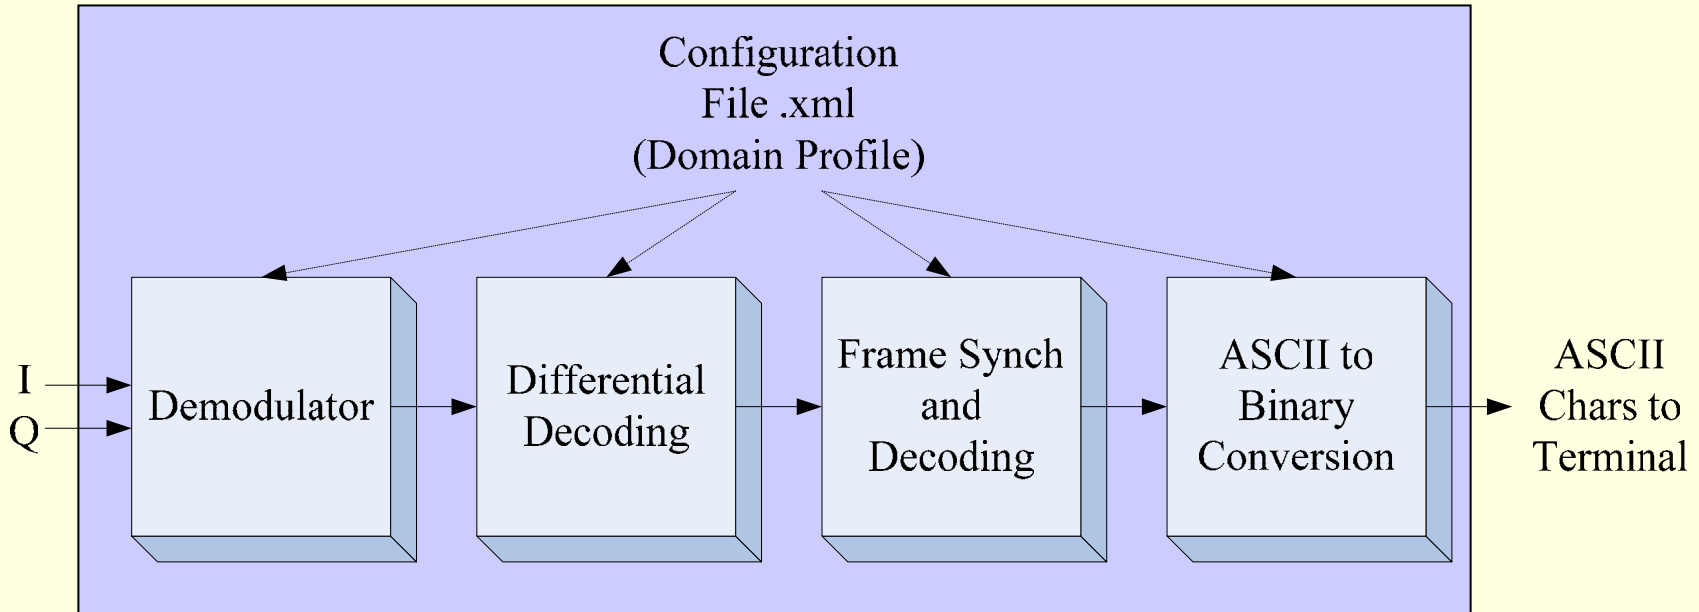 Configuration
File .xml
(Domain Profile)
I
Q
Demodulator
Differential
Decoding
Frame Synch
and
Decoding
ASCII to
Binary
Conversion
ASCII
Chars to
Terminal